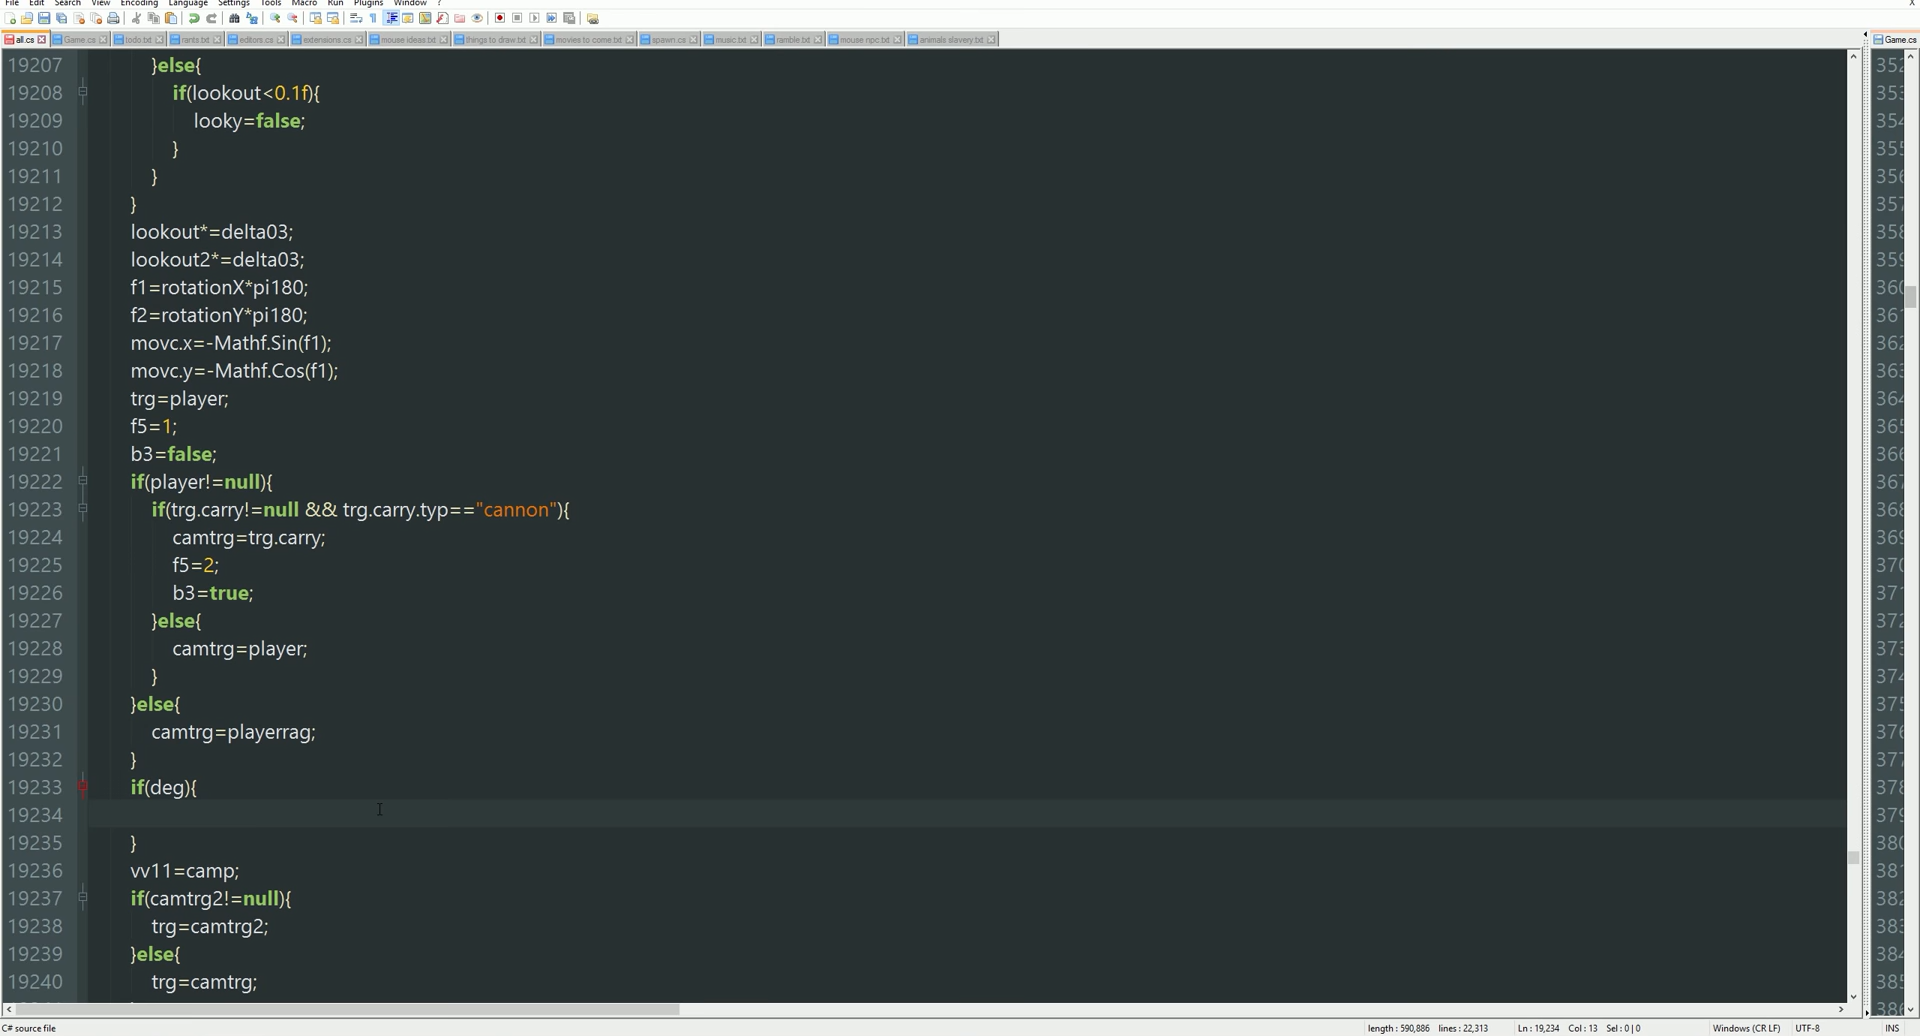 File Edit Search View Encoding Language Settings Tools Macro Run Plugins Window ? X
all.cs Game.cs todo.txt rants.txt editors.cs extensions.cs mouse ideas.txt things to draw.txt movies to come.txt spawn.cs music.txt ramble.txt mouse npc.txt animals slavery.txt Game.cs
19207 }else{
19208 if(lookout<0.1f){
19209 looky=false;
19210 }
19211 }
19212 }
19213 lookout*=delta03;
19214 lookout2*=delta03;
19215 f1=rotationX*pi180;
19216 f2=rotationY*pi180;
19217 movc.x=-Mathf.Sin(f1);
19218 movc.y=-Mathf.Cos(f1);
19219 trg=player;
19220 f5=1;
19221 b3=false;
19222 if(player!=null){
19223 if(trg.carry!=null && trg.carry.typ=="cannon"){
19224 camtrg=trg.carry;
19225 f5=2;
19226 b3=true;
19227 }else{
19228 camtrg=player;
19229 }
19230 }else{
19231 camtrg=playerrag;
19232 }
19233 if(deg){
19234
19235 }
19236 vv11=camp;
19237 if(camtrg2!=null){
19238 trg=camtrg2;
19239 }else{
19240 trg=camtrg;
C# source file length : 590,886 lines : 22,313 Ln : 19,234 Col : 13 Sel : 0 | 0 Windows (CR LF) UTF-8 INS